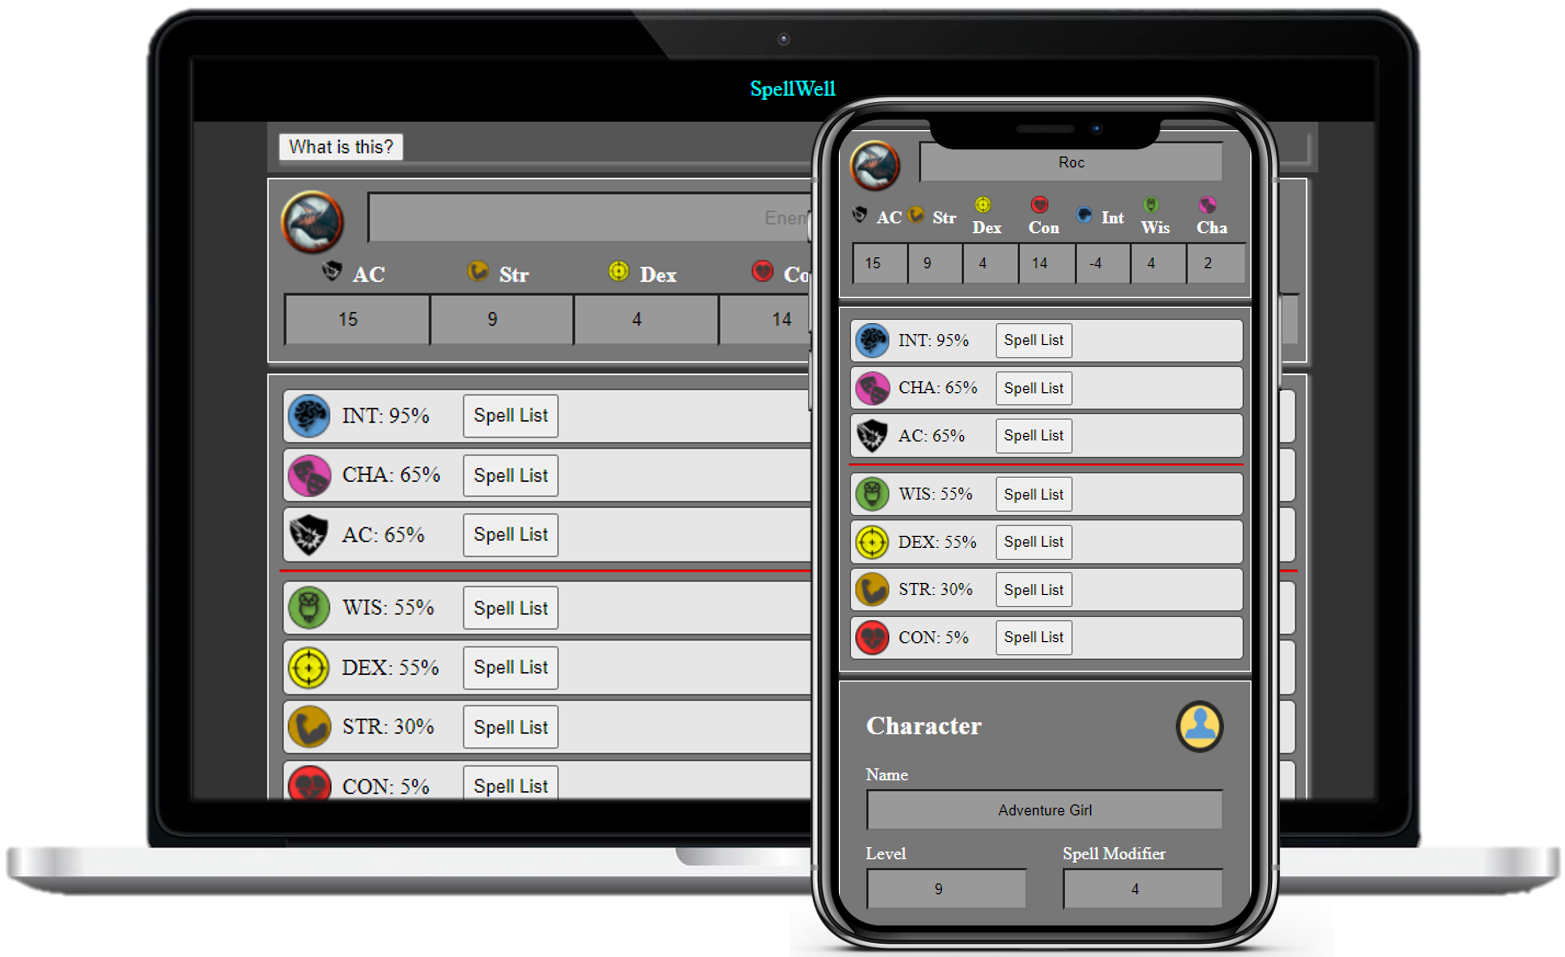 SpellWell
What is this?
Enem
AC Str Dex Co
15 9 4 14
INT: 95% Spell List
CHA: 65% Spell List
AC: 65% Spell List
WIS: 55% Spell List
DEX: 55% Spell List
STR: 30% Spell List
CON: 5% Spell List
Roc
AC Str Dex Con Int Wis Cha
15 9 4 14 -4 4 2
INT: 95% Spell List
CHA: 65% Spell List
AC: 65% Spell List
WIS: 55% Spell List
DEX: 55% Spell List
STR: 30% Spell List
CON: 5% Spell List
Character
Name
Adventure Girl
Level Spell Modifier
9 4